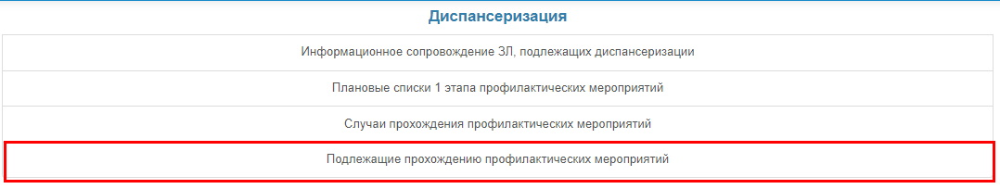 Диспансеризация
Информационное сопровождение ЗЛ, подлежащих диспансеризации
Плановые списки 1 этапа профилактических мероприятий
Случаи прохождения профилактических мероприятий
Подлежащие прохождению профилактических мероприятий